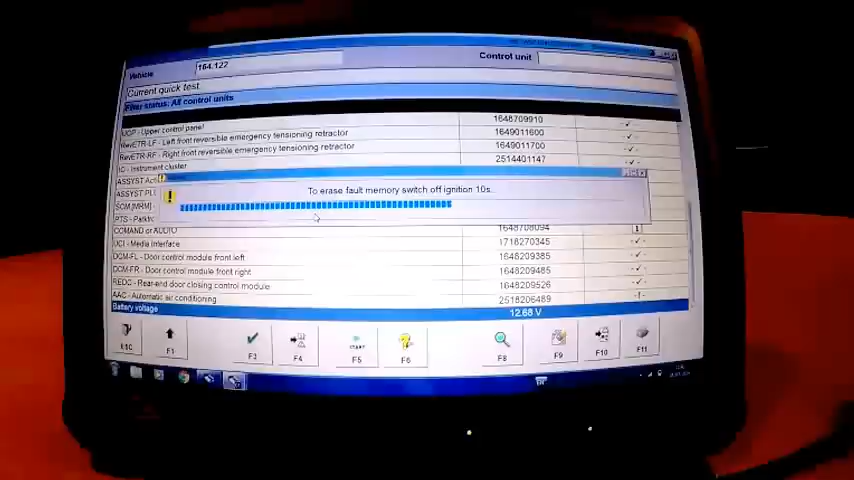 Vehicle 164.122 Control unit
Current quick test
Filter status: All control units
UCP - Upper control panel 1648709910 -✓-
RevETR-LF - Left front reversible emergency tensioning retractor 1649011600 -✓-
RevETR-RF - Right front reversible emergency tensioning retractor 1649011700 -✓-
IC - Instrument cluster 2514401147 -✓-
To erase fault memory switch off ignition 10s.
ASSYST
ASSYST
SCM [MRM]
PTS -
COMAND or AUDIO
UCI - Media Interface 1718270345 -✓-
DCM-FL - Door control module front left 1648209385 -✓-
DCM-FR - Door control module front right 1648209485 -✓-
REDC - Rear-end door closing control module 1648209526 -✓-
AAC - Automatic air conditioning 2518206489 -!-
Battery voltage 12.68 V
ESC F1 F3 F4 F5 F6 F8 F9 F10 F11